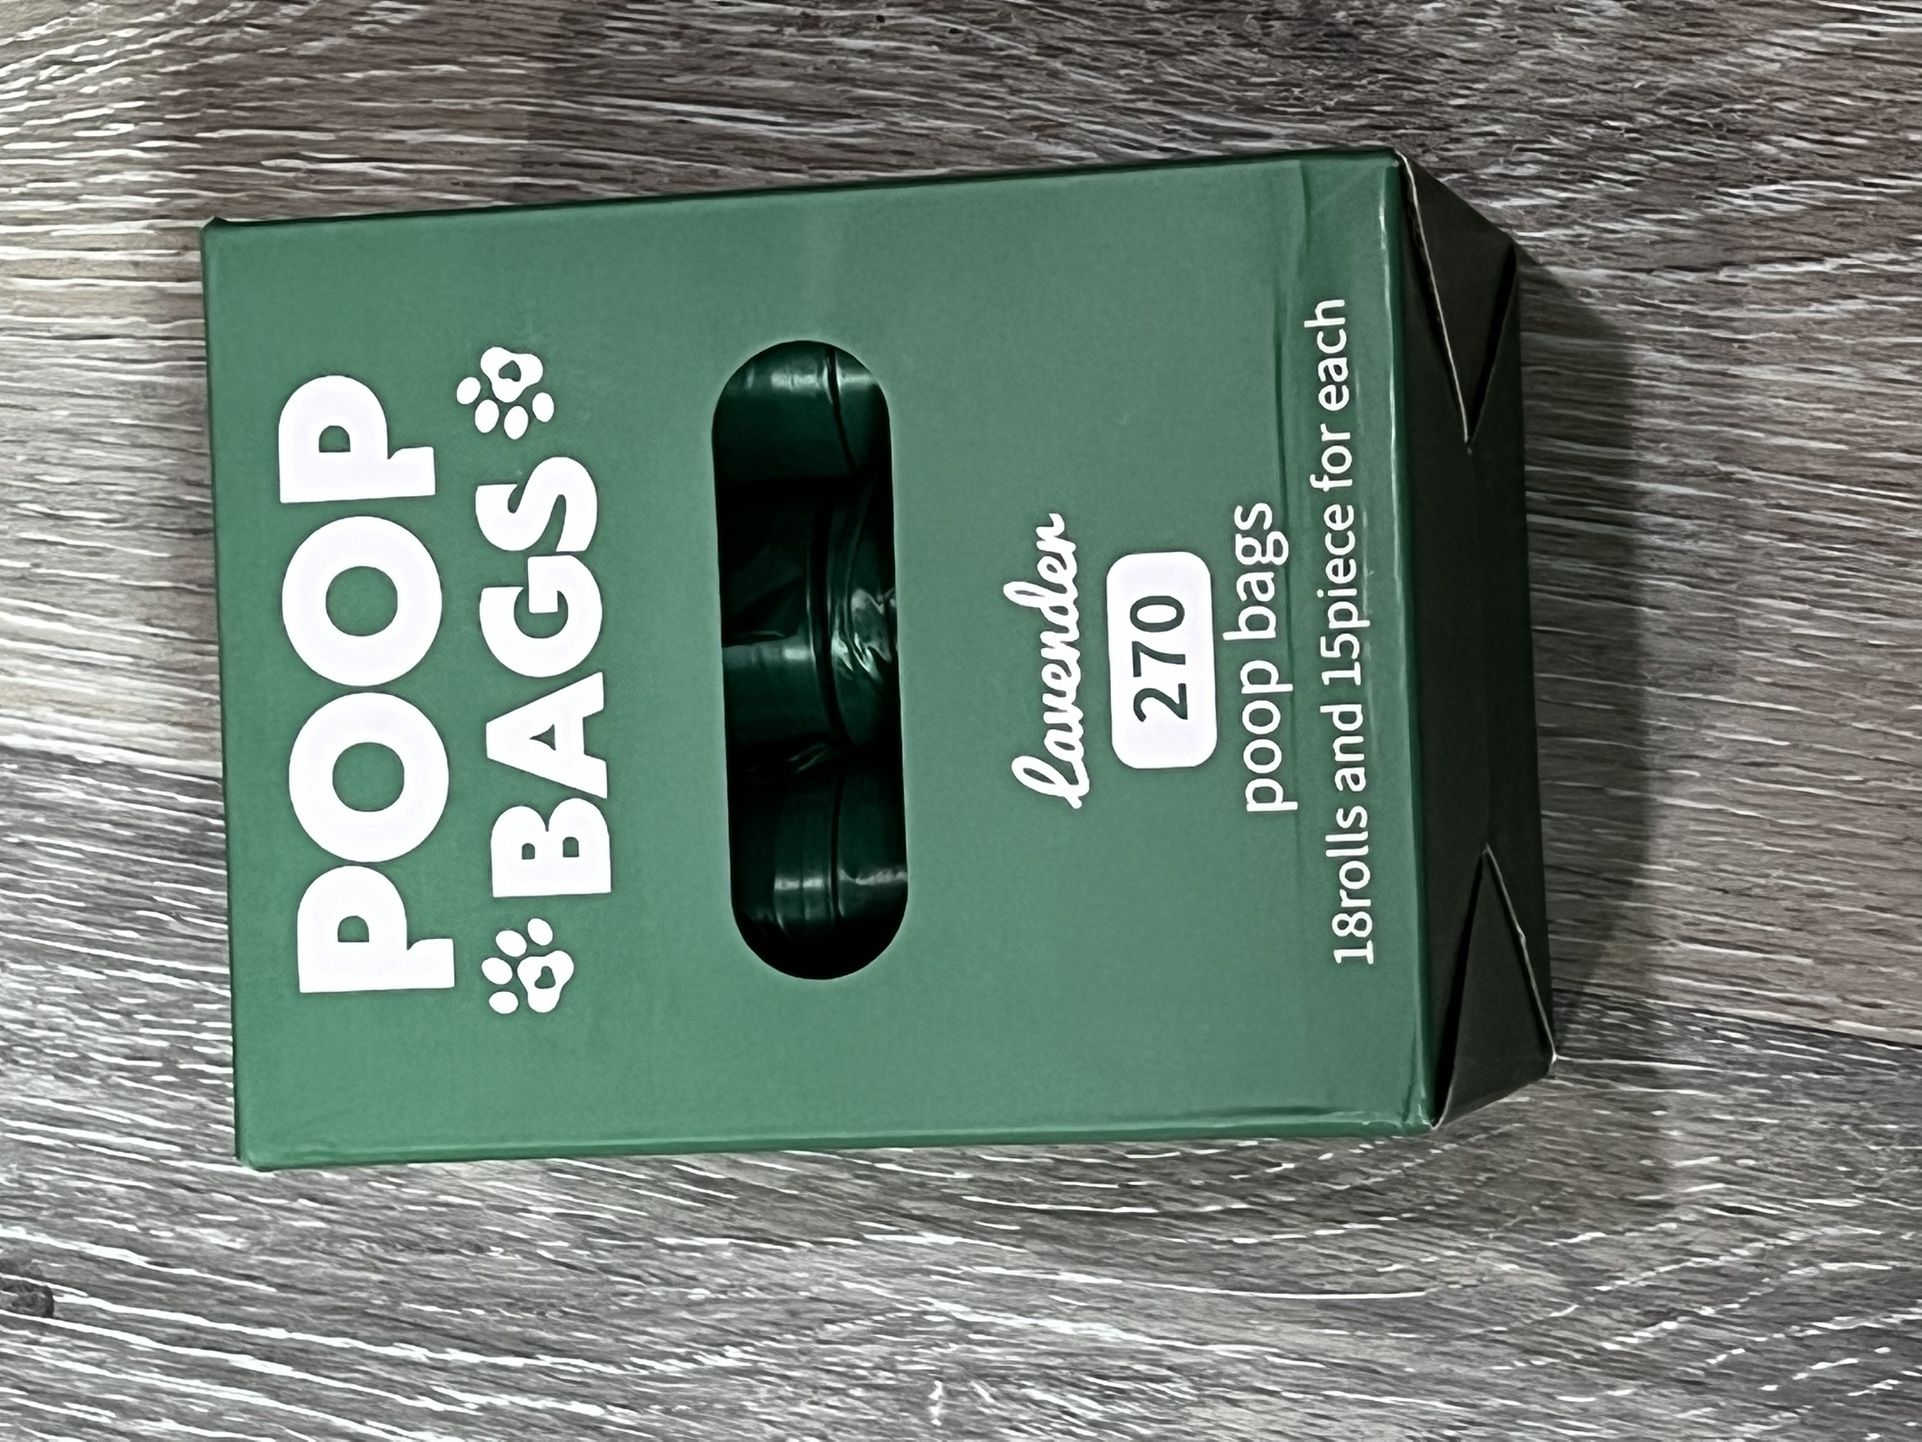 POOP
BAGS
lavender
270
poop bags
18rolls and 15piece for each